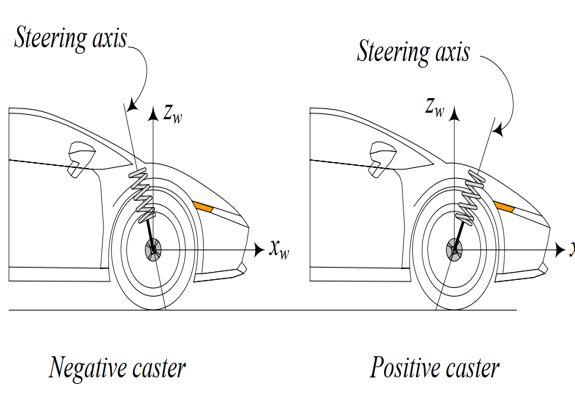 Steering axis
Steering axis
z_w
z_w
x_w
x
Negative caster
Positive caster